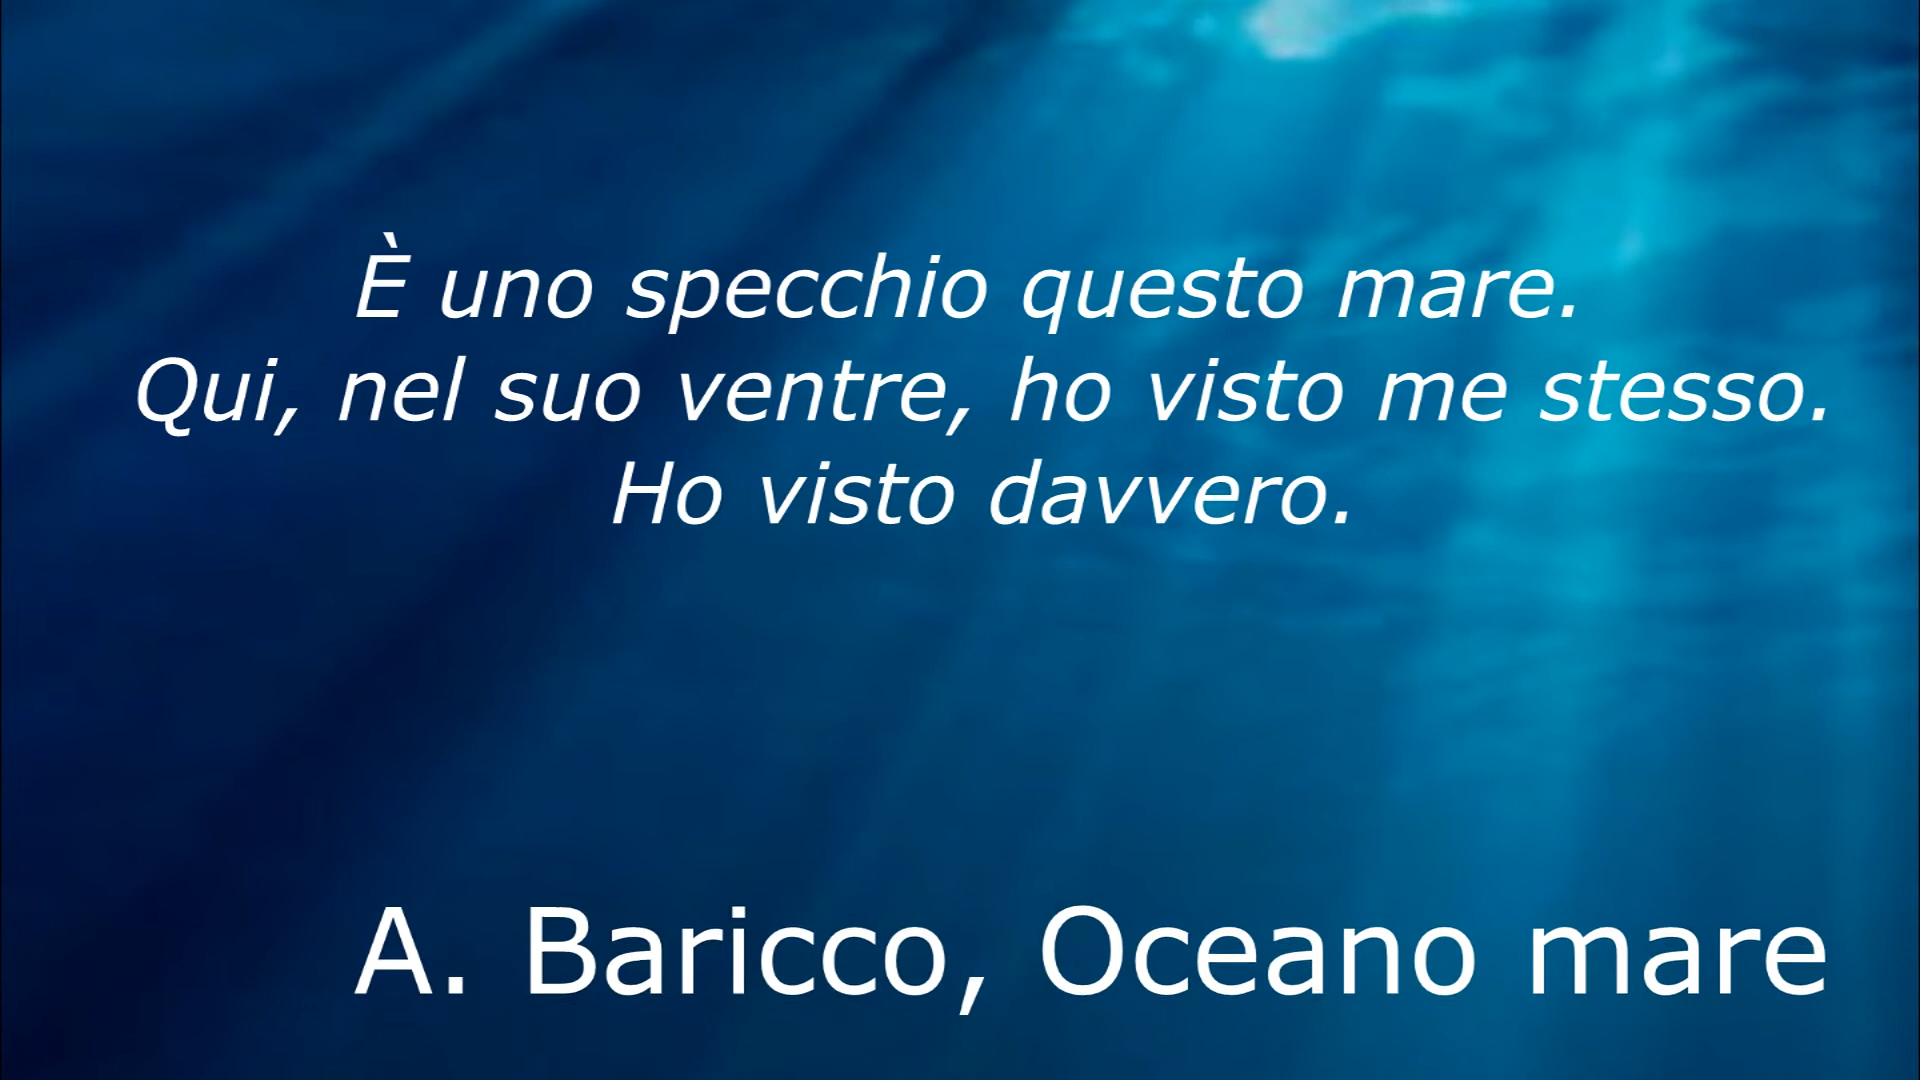 È uno specchio questo mare.
Qui, nel suo ventre, ho visto me stesso.
Ho visto davvero.
A. Baricco, Oceano mare